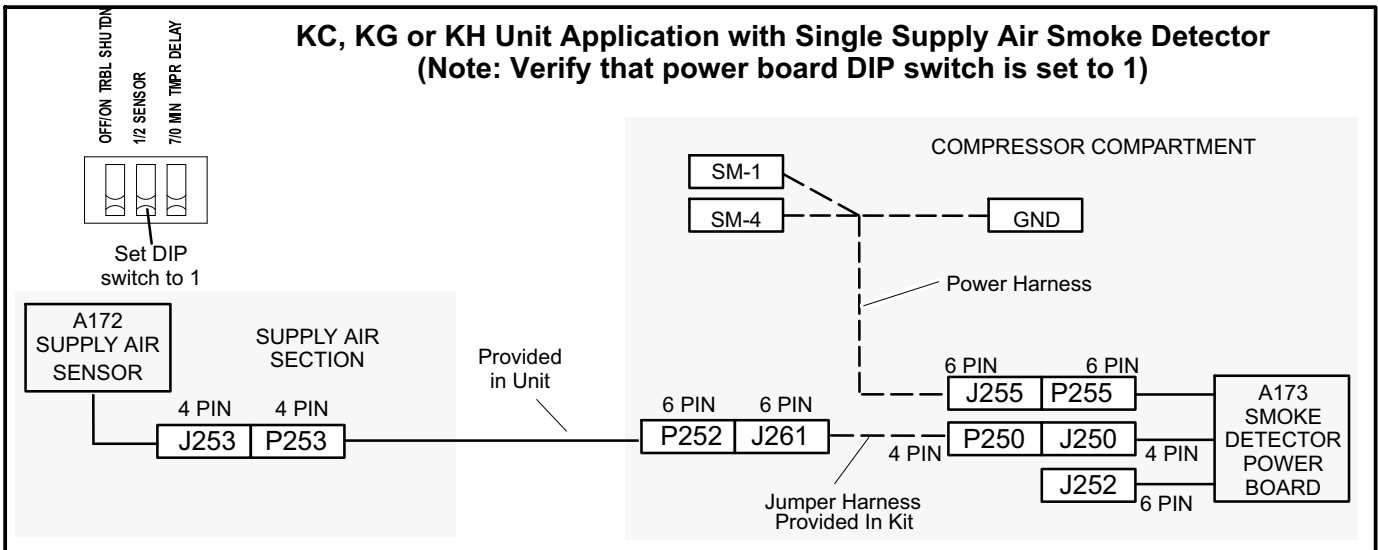 KC, KG or KH Unit Application with Single Supply Air Smoke Detector
(Note: Verify that power board DIP switch is set to 1)
OFF/ON TRBL SHUTDN
1/2 SENSOR
7/0 MIN TMPR DELAY
Set DIP
switch to 1
COMPRESSOR COMPARTMENT
SM-1
SM-4
GND
Power Harness
A172
SUPPLY AIR
SENSOR
SUPPLY AIR
SECTION
Provided
in Unit
4 PIN 4 PIN
J253 P253
6 PIN 6 PIN
P252 J261
6 PIN 6 PIN
J255 P255
4 PIN
P250 J250
4 PIN
J252
6 PIN
Jumper Harness
Provided In Kit
A173
SMOKE
DETECTOR
POWER
BOARD